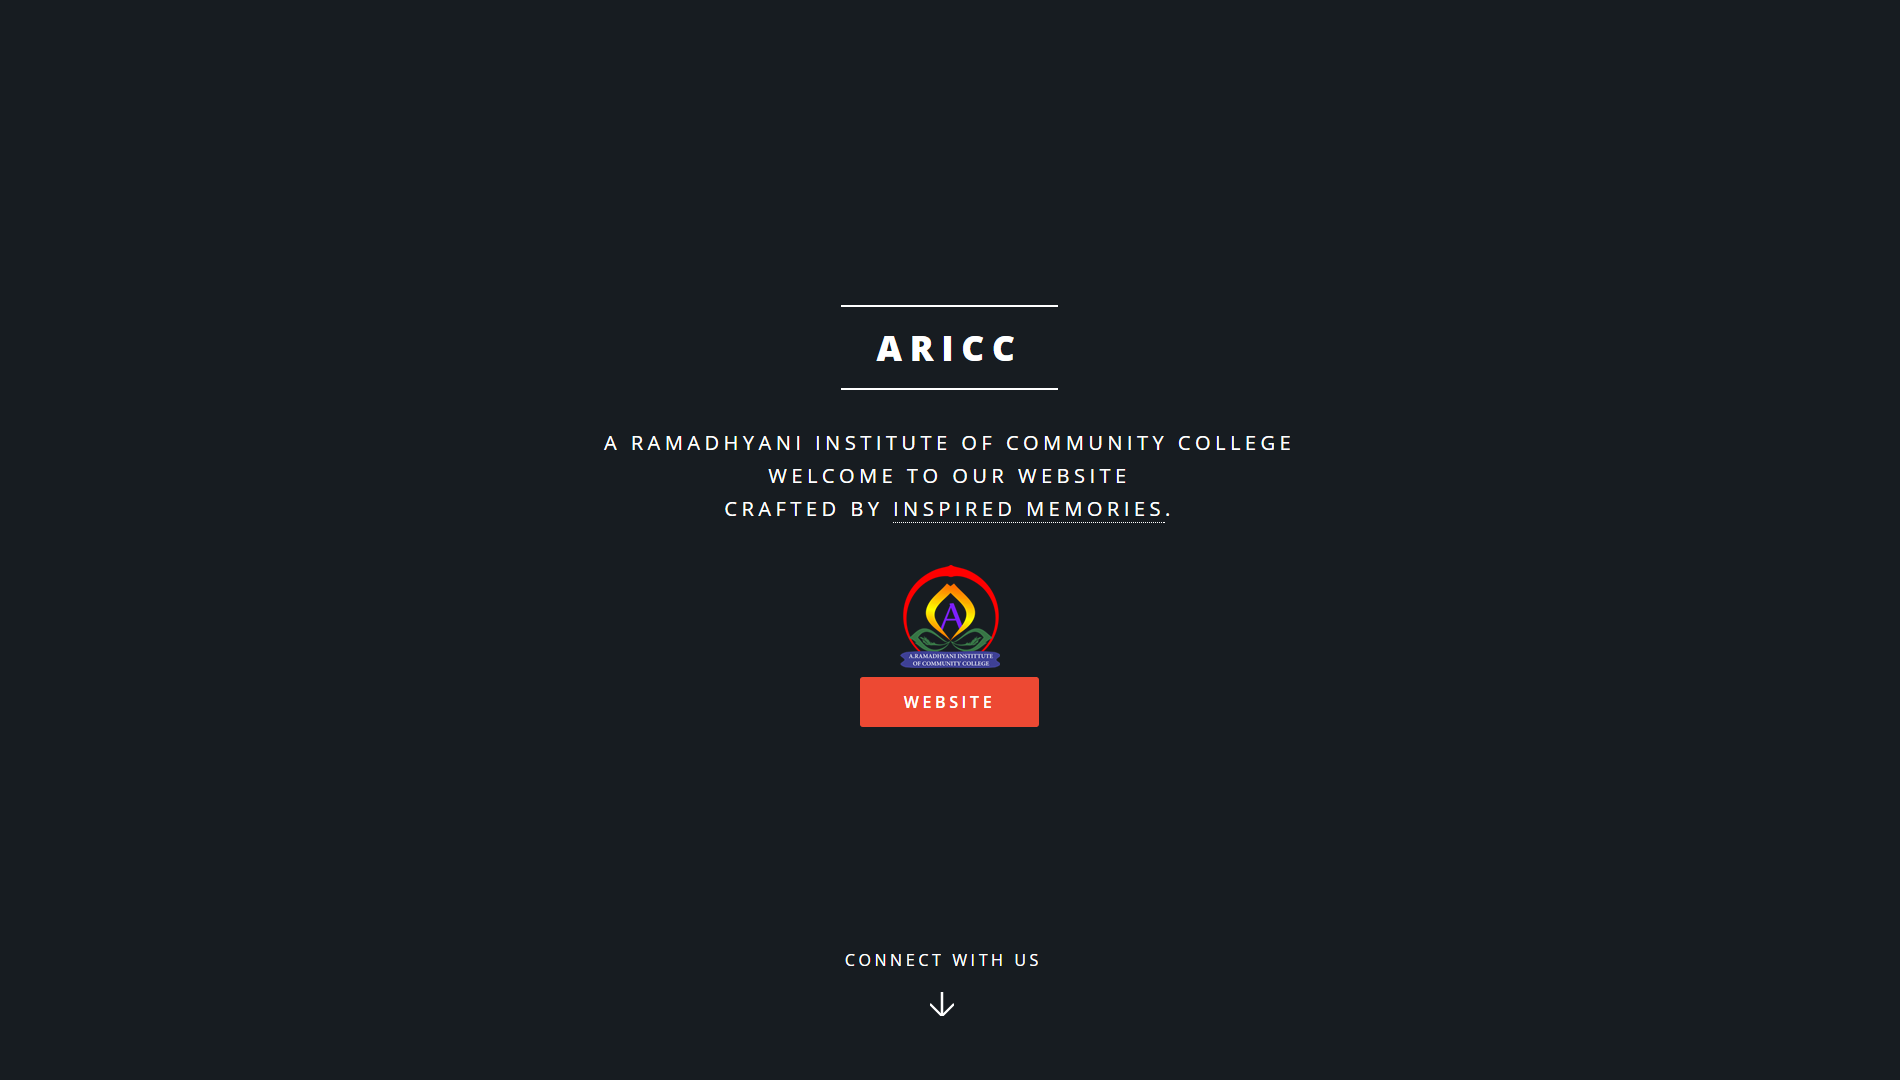 ARICC
A RAMADHYANI INSTITUTE OF COMMUNITY COLLEGE
WELCOME TO OUR WEBSITE
CRAFTED BY INSPIRED MEMORIES.
A
A.RAMADHYANI INSTITTUTE
OF COMMUNITY COLLEGE
WEBSITE
CONNECT WITH US